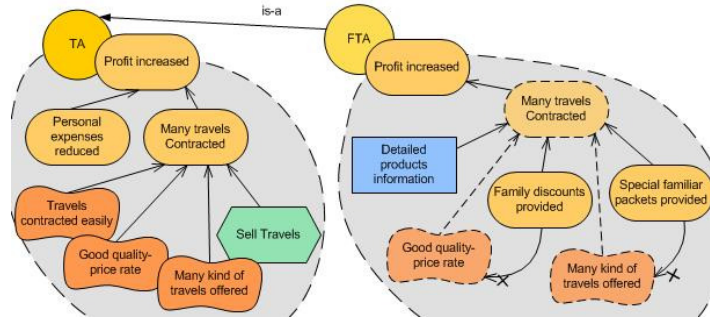 is-a
TA
Profit increased
Personal
expenses
reduced
Many travels
Contracted
Travels
contracted easily
Good quality-
price rate
Many kind of
travels offered
Sell Travels
FTA
Profit increased
Many travels
Contracted
Detailed
products
information
Family discounts
provided
Special familiar
packets provided
Good quality-
price rate
Many kind of
travels offered